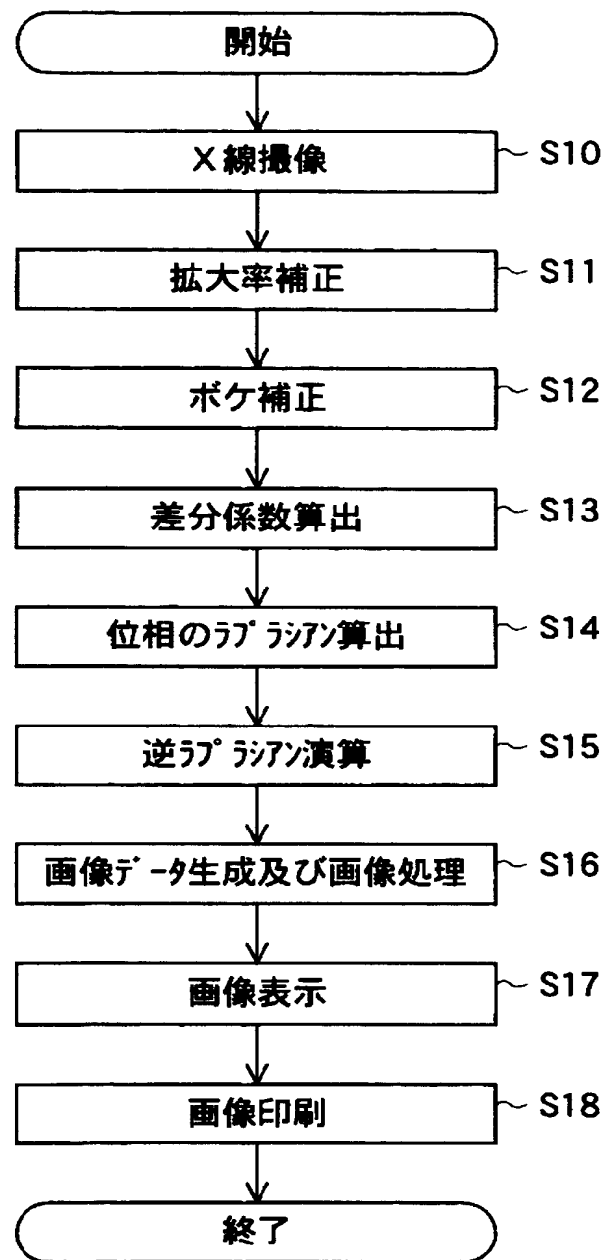 開始
X線撮像 S10
拡大率補正 S11
ボケ補正 S12
差分係数算出 S13
位相のﾗﾌﾟﾗｼｱﾝ算出 S14
逆ﾗﾌﾟﾗｼｱﾝ演算 S15
画像ﾃﾞｰﾀ生成及び画像処理 S16
画像表示 S17
画像印刷 S18
終了